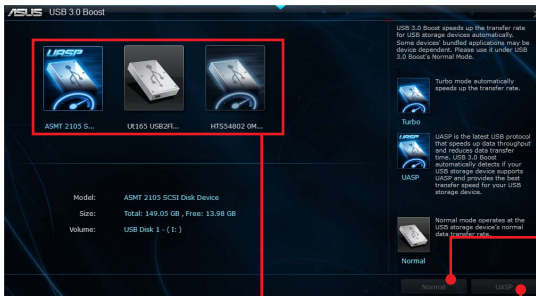 ASUS USB 3.0 Boost
UASP
ASMT 2105 S...
Ut165 USB2Fl...
HTS54802 0M...
Model: ASMT 2105 SCSI Disk Device
Size: Total: 149.05 GB , Free: 13.98 GB
Volume: USB Disk 1 - ( I: )
USB 3.0 Boost speeds up the transfer rate
for USB storage devices automatically.
Some devices' bundled applications may be
device dependent. Please use it under USB
3.0 Boost's Normal Mode.
Turbo mode automatically
speeds up the transfer rate.
Turbo
UASP
UASP is the latest USB protocol
that speeds up data throughput
and reduces data transfer
time. USB 3.0 Boost
automatically detects if your
USB storage device supports
UASP and provides the best
transfer speed for your USB
storage device.
UASP
Normal mode operates at the
USB storage device's normal
data transfer rate.
Normal
Normal
UASP